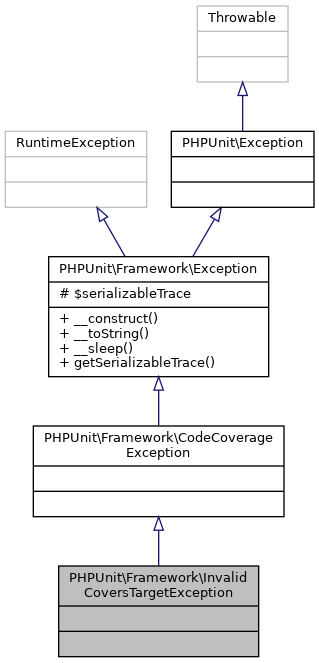 Throwable
RuntimeException
PHPUnit\Exception
PHPUnit\Framework\Exception
# $serializableTrace
+ __construct()
+ __toString()
+ __sleep()
+ getSerializableTrace()
PHPUnit\Framework\CodeCoverage
Exception
PHPUnit\Framework\Invalid
CoversTargetException